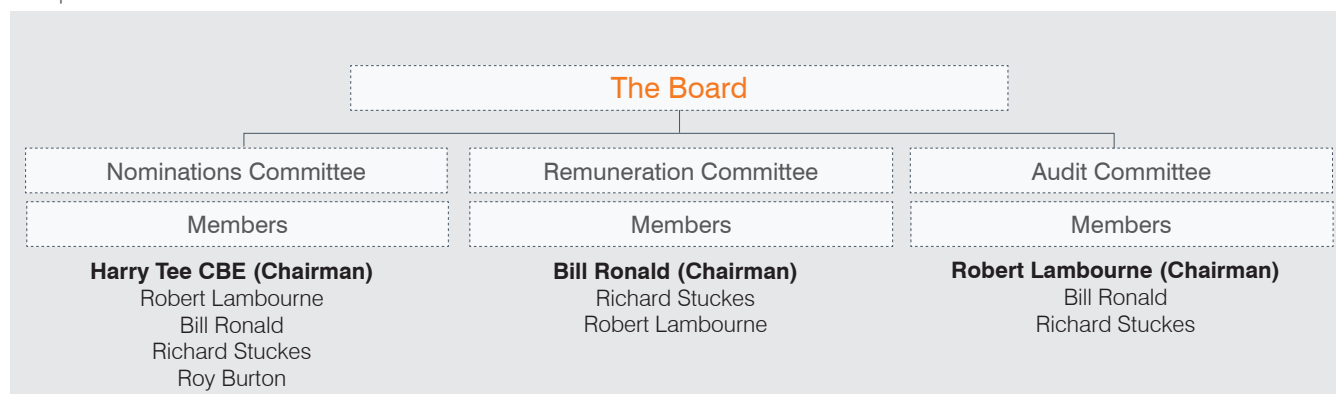 The Board
Nominations Committee
Members
Harry Tee CBE (Chairman)
Robert Lambourne
Bill Ronald
Richard Stuckes
Roy Burton
Remuneration Committee
Members
Bill Ronald (Chairman)
Richard Stuckes
Robert Lambourne
Audit Committee
Members
Robert Lambourne (Chairman)
Bill Ronald
Richard Stuckes